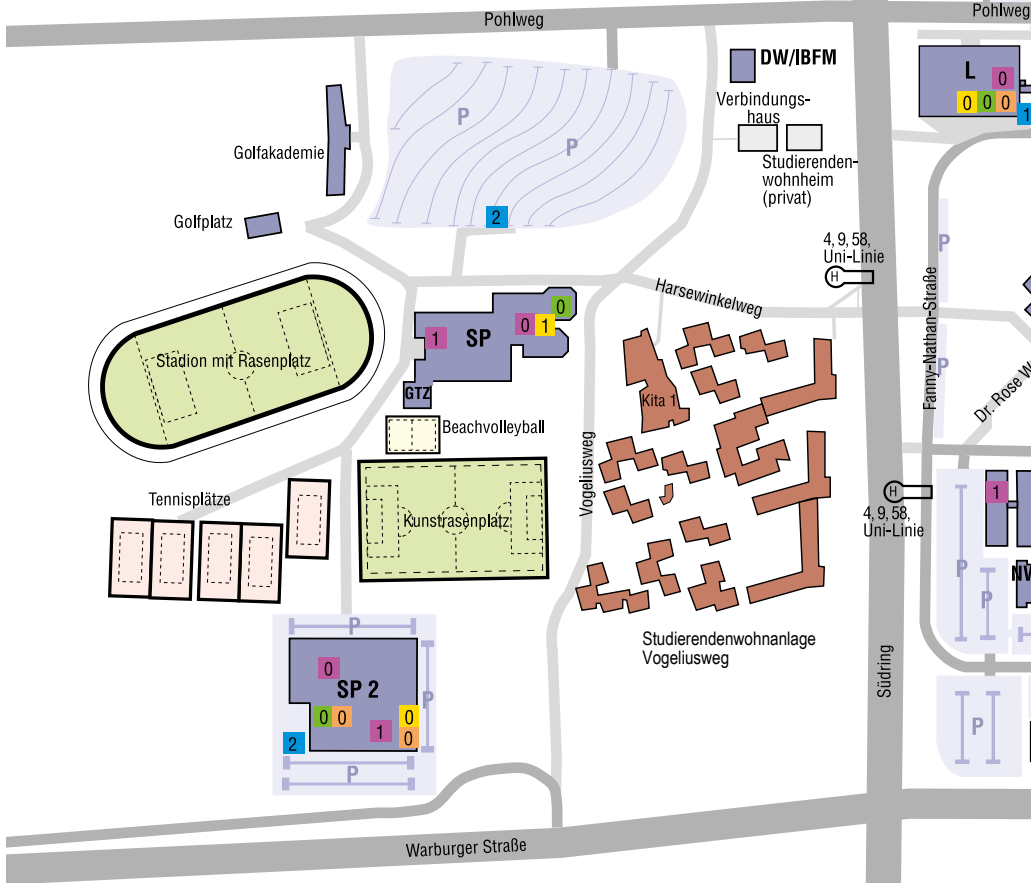 Pohlweg
Pohlweg
DW/IBFM
L
0
0
0
0
1
P
P
Verbindungs-
haus
Golfakademie
Studierenden-
wohnheim
(privat)
Golfplatz
2
4, 9, 58,
Uni-Linie
H
P
Harsewinkelweg
Fanny-Nathan-Straße
0
0
1
1
SP
Stadion mit Rasenplatz
P
Dr. Rose W
GTZ
Kita 1
Beachvolleyball
Vogeliusweg
Tennisplätze
Kunstrasenplatz
H
4, 9, 58,
Uni-Linie
1
P
NW
P
P
Studierendenwohnanlage
Vogeliusweg
Südring
0
SP 2
P
0
0
0
1
0
2
P
P
Warburger Straße